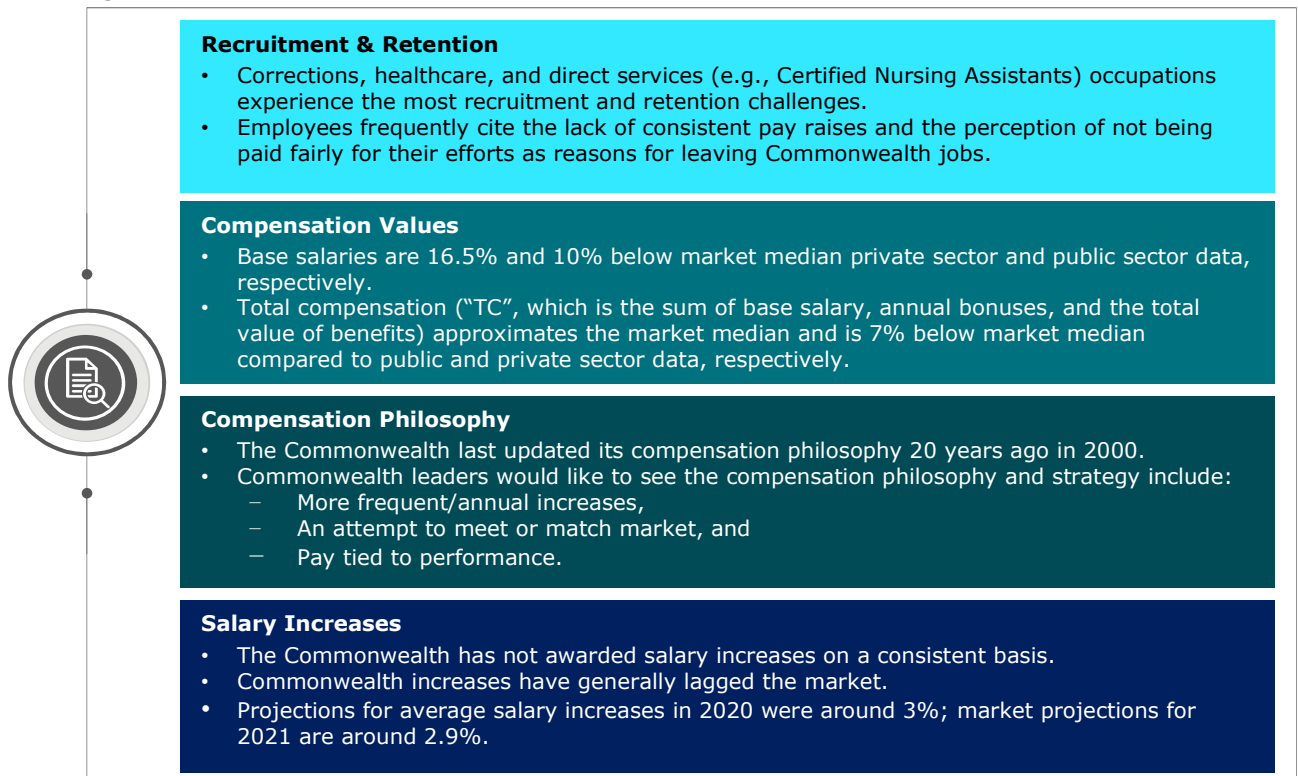 Recruitment & Retention
• Corrections, healthcare, and direct services (e.g., Certified Nursing Assistants) occupations
experience the most recruitment and retention challenges.
• Employees frequently cite the lack of consistent pay raises and the perception of not being
paid fairly for their efforts as reasons for leaving Commonwealth jobs.
Compensation Values
• Base salaries are 16.5% and 10% below market median private sector and public sector data,
respectively.
• Total compensation (“TC”, which is the sum of base salary, annual bonuses, and the total
value of benefits) approximates the market median and is 7% below market median
compared to public and private sector data, respectively.
Compensation Philosophy
• The Commonwealth last updated its compensation philosophy 20 years ago in 2000.
• Commonwealth leaders would like to see the compensation philosophy and strategy include:
− More frequent/annual increases,
− An attempt to meet or match market, and
− Pay tied to performance.
Salary Increases
• The Commonwealth has not awarded salary increases on a consistent basis.
• Commonwealth increases have generally lagged the market.
• Projections for average salary increases in 2020 were around 3%; market projections for
2021 are around 2.9%.